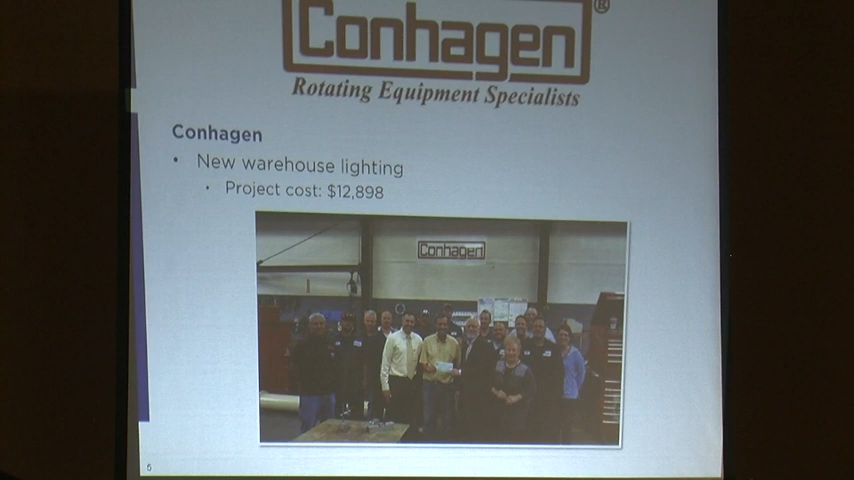 Conhagen®
Rotating Equipment Specialists
Conhagen
• New warehouse lighting
• Project cost: $12,898
Conhagen
5